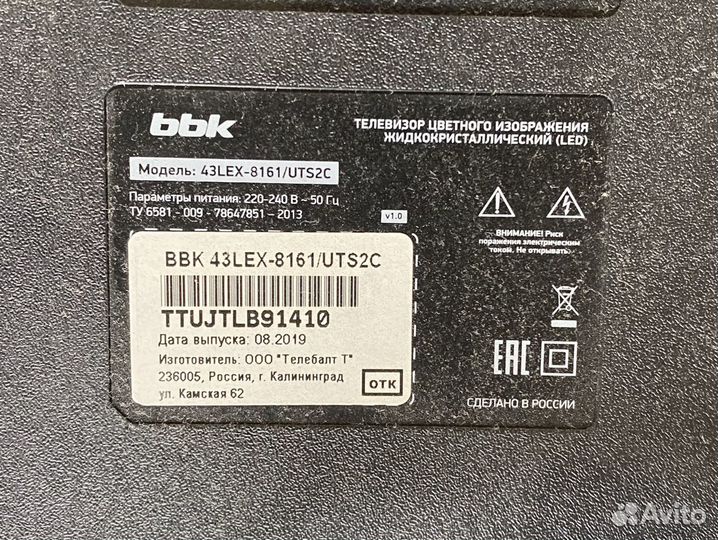 bbk
ТЕЛЕВИЗОР ЦВЕТНОГО ИЗОБРАЖЕНИЯ
ЖИДКОКРИСТАЛЛИЧЕСКИЙ (LED)
Модель: 43LEX-8161/UTS2C
Параметры питания: 220-240 В ~ 50 Гц
ТУ 6581 - 009 - 78647851 - 2013
v1.0
ВНИМАНИЕ! Риск
поражения электрическим
током. Не открывать.
BBK 43LEX-8161/UTS2C
TTUJTLB91410
Дата выпуска: 08.2019
Изготовитель: ООО "Телебалт Т"
236005, Россия, г. Калининград
ул. Камская 62
ОТК
EAC
СДЕЛАНО В РОССИИ
Avito